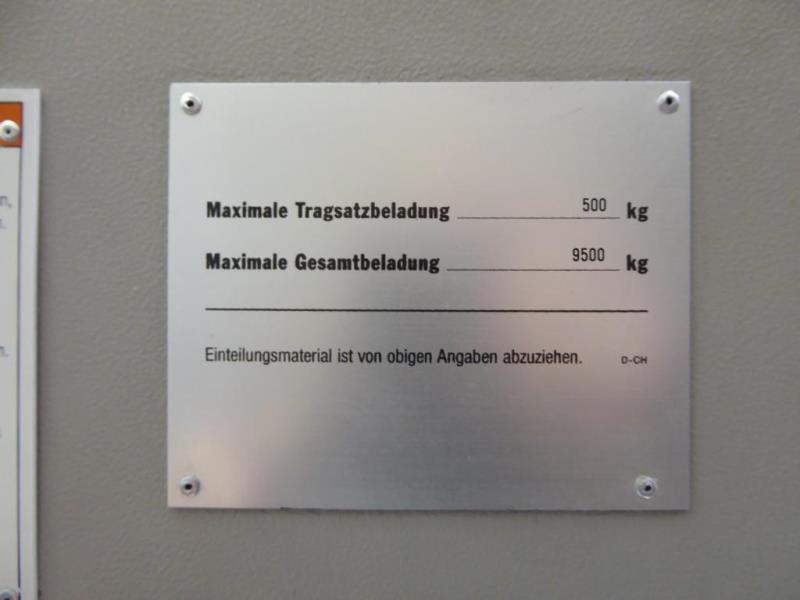 Maximale Tragsatzbeladung 500 kg
Maximale Gesamtbeladung 9500 kg
Einteilungsmaterial ist von obigen Angaben abzuziehen. D-CH